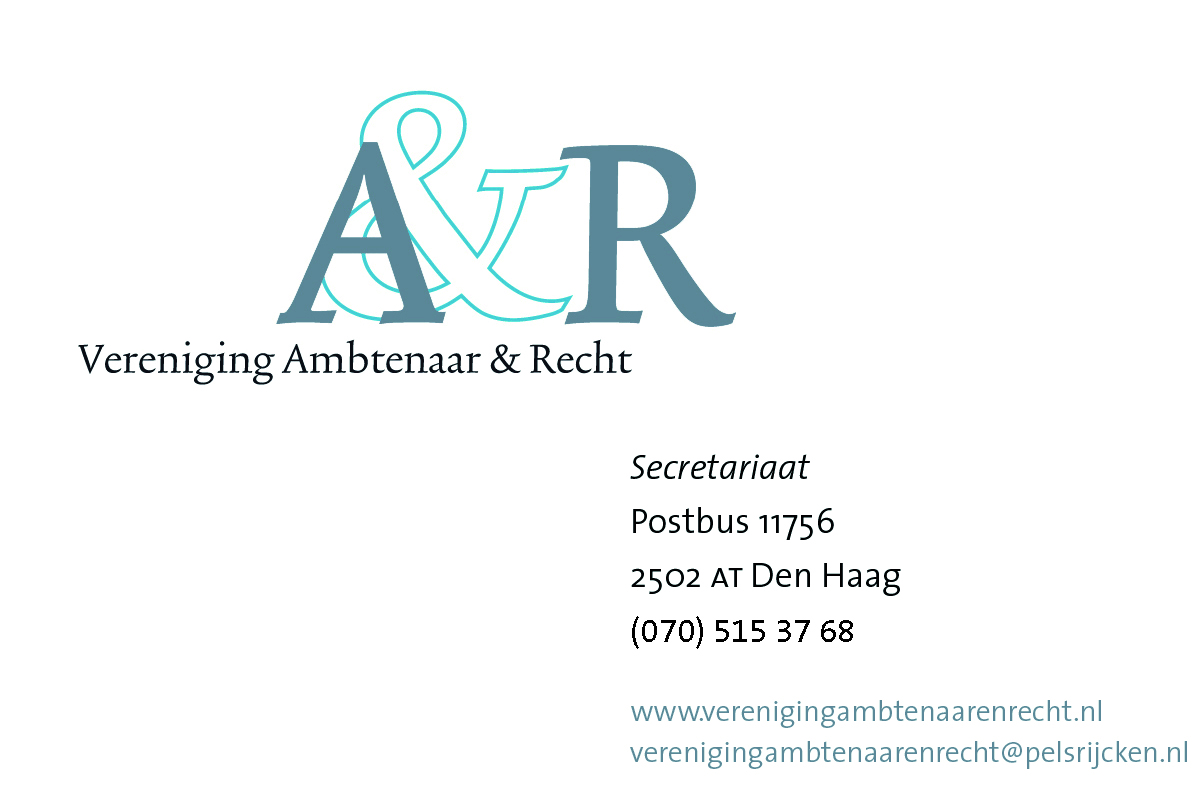 A&R
Vereniging Ambtenaar & Recht
Secretariaat
Postbus 11756
2502 AT Den Haag
(070) 515 37 68
www.verenigingambtenaarenrecht.nl
verenigingambtenaarenrecht@pelsrijcken.nl